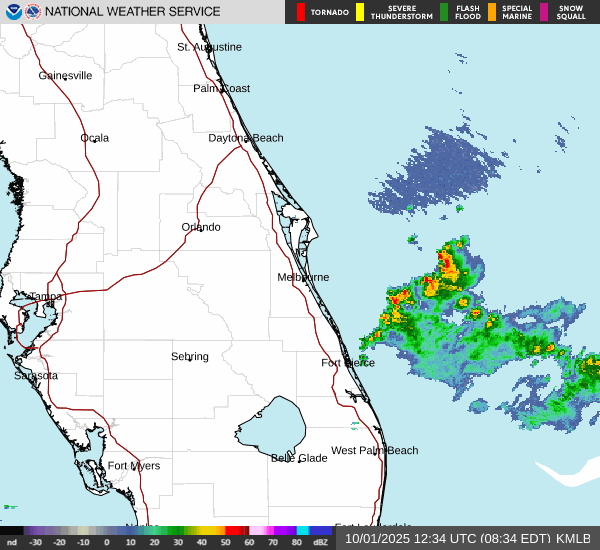 NATIONAL WEATHER SERVICE
TORNADO
SEVERE THUNDERSTORM
FLASH FLOOD
SPECIAL MARINE
SNOW SQUALL
St. Augustine
Gainesville
Palm Coast
Ocala
Daytona Beach
Orlando
Melbourne
Tampa
Sebring
Fort Pierce
Sarasota
West Palm Beach
Belle Glade
Fort Myers
nd -30 -20 -10 0 10 20 30 40 50 60 70 80 dBZ
10/01/2025 12:34 UTC (08:34 EDT) KMLB